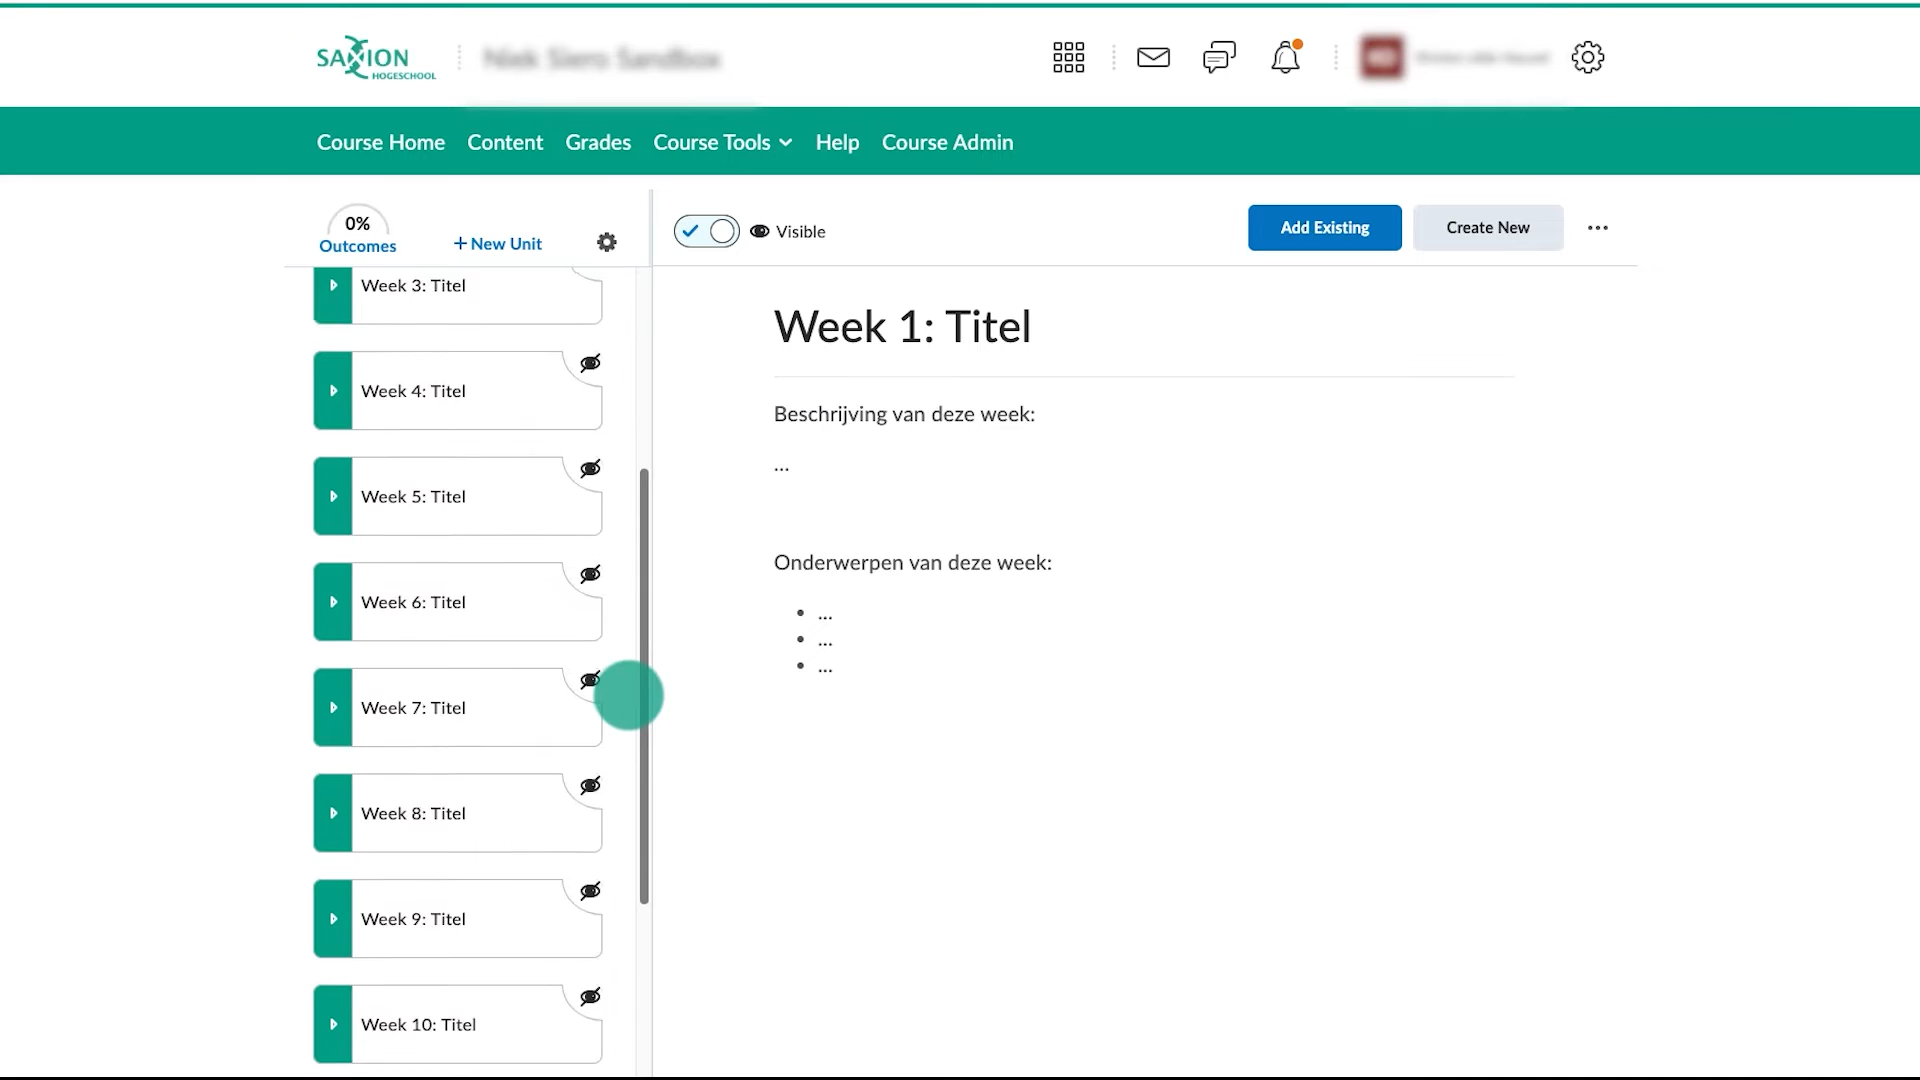 SAXION
HOGESCHOOL
Course Home Content Grades Course Tools Help Course Admin
0%
Outcomes
+ New Unit
Visible
Add Existing
Create New
Week 3: Titel
Week 4: Titel
Week 5: Titel
Week 6: Titel
Week 7: Titel
Week 8: Titel
Week 9: Titel
Week 10: Titel
Week 1: Titel
Beschrijving van deze week:
...
Onderwerpen van deze week:
• ...
• ...
• ...